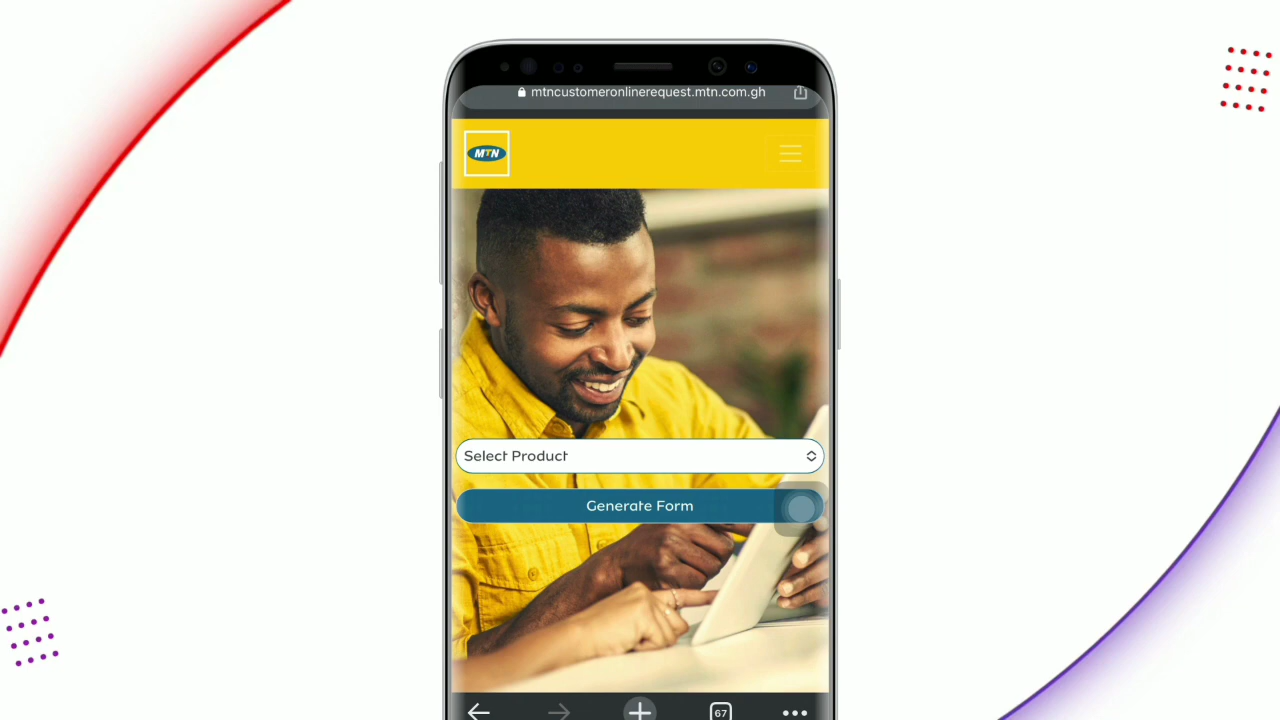 mtncustomeronlinerequest.mtn.com.gh
MTN
Select Product
Generate Form
67